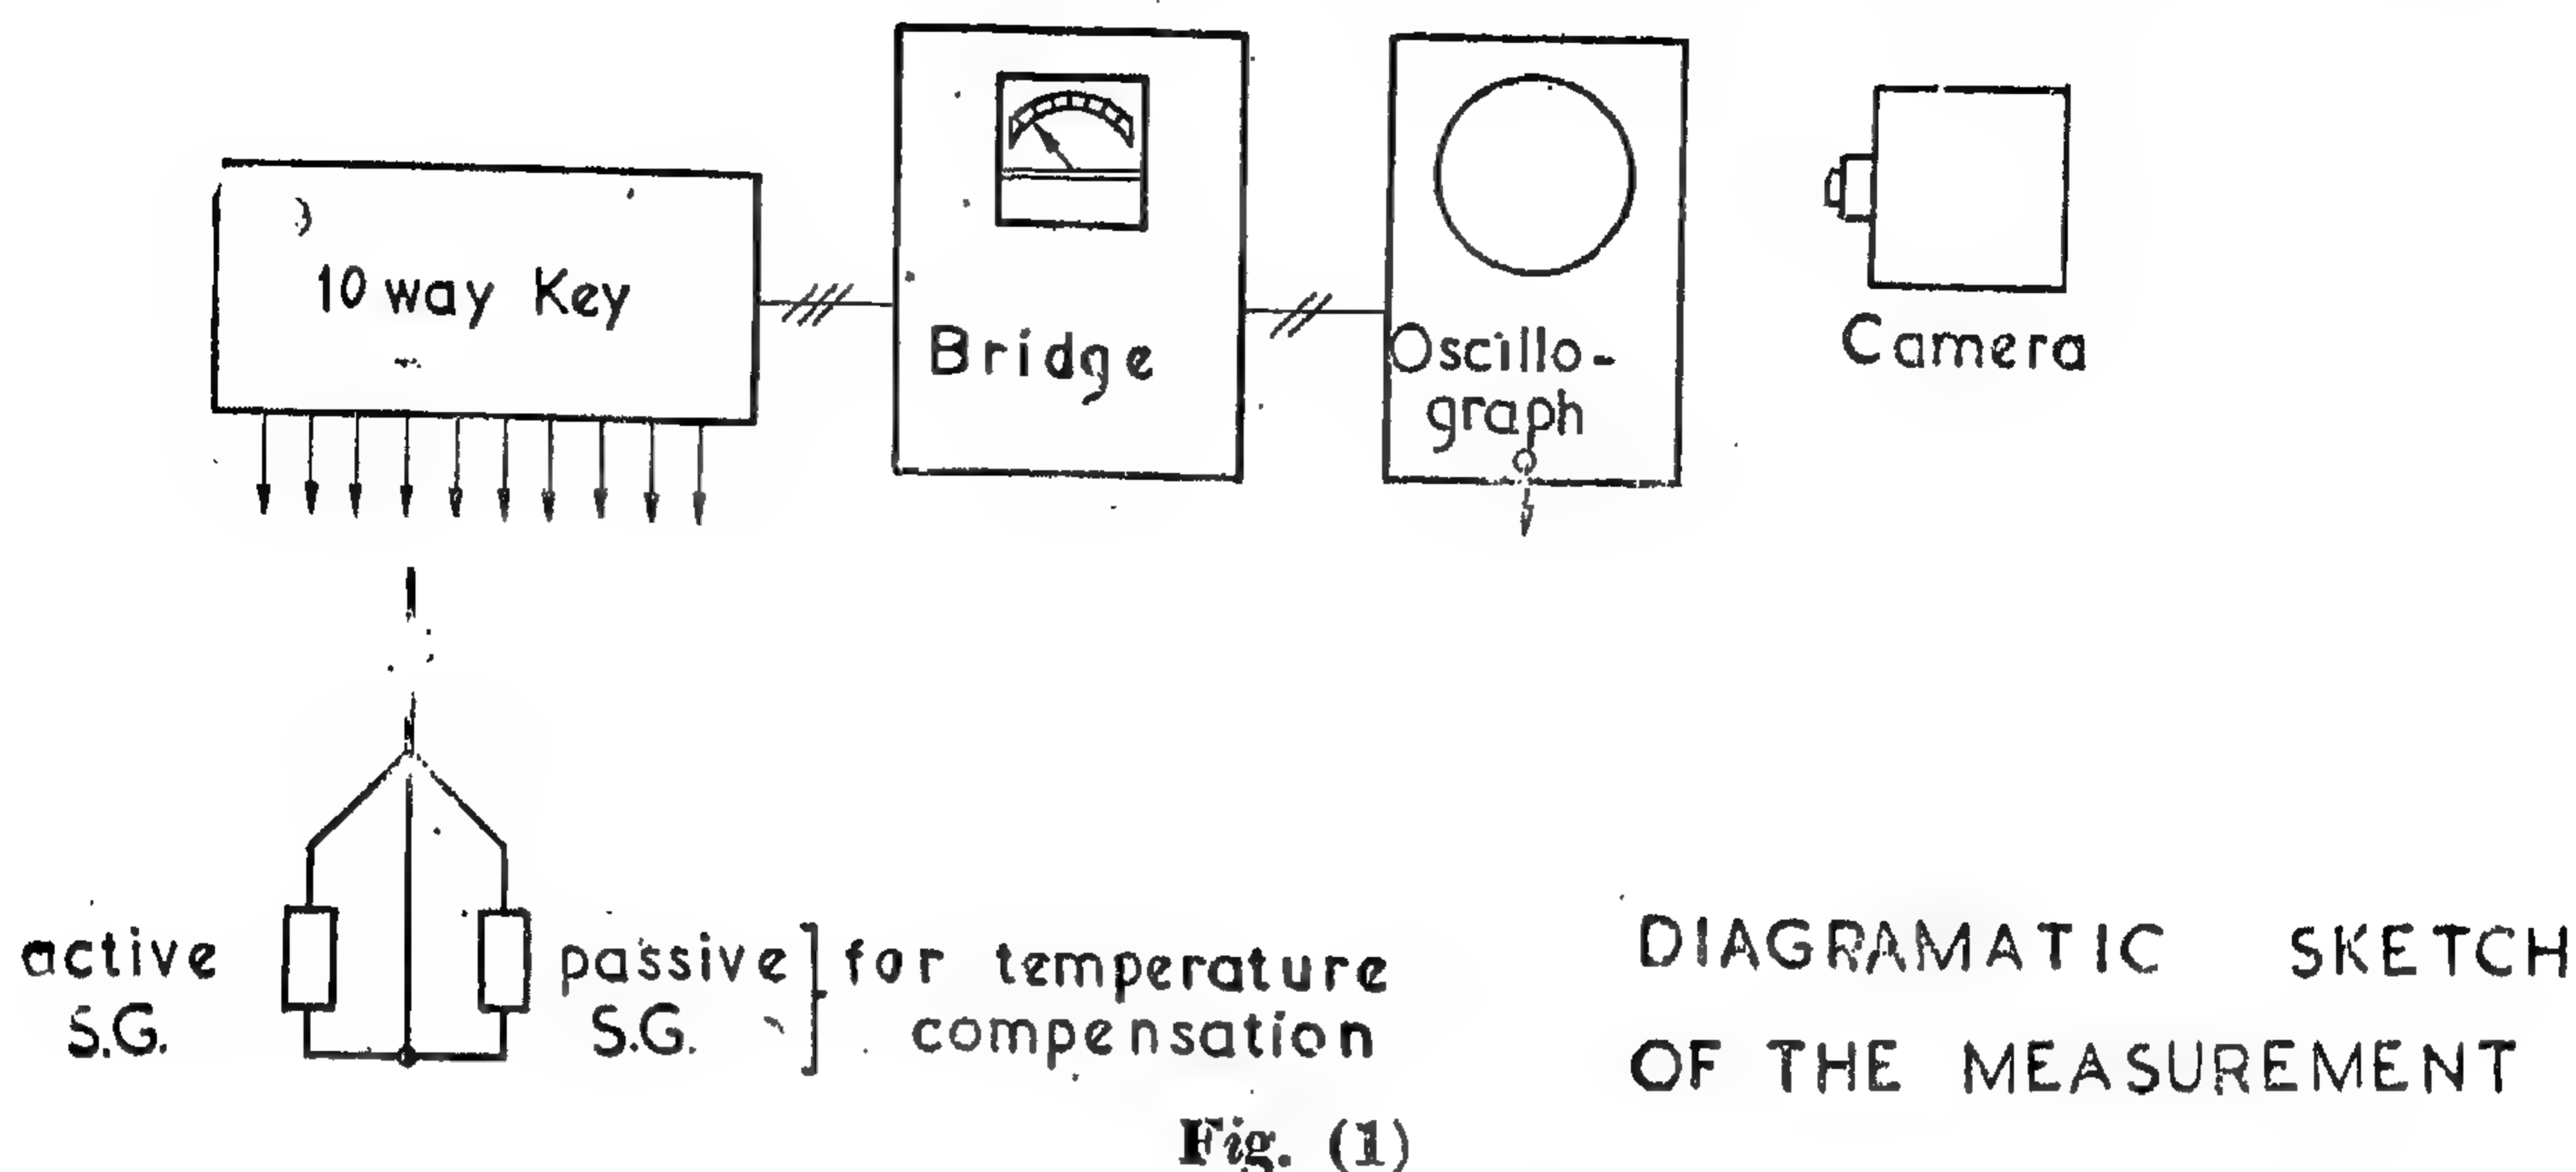 10 way Key
Bridge
Oscillo-
graph
Camera
active
S.G.
passive
S.G.
for temperature
compensation
DIAGRAMATIC SKETCH
OF THE MEASUREMENT
Fig. (1)